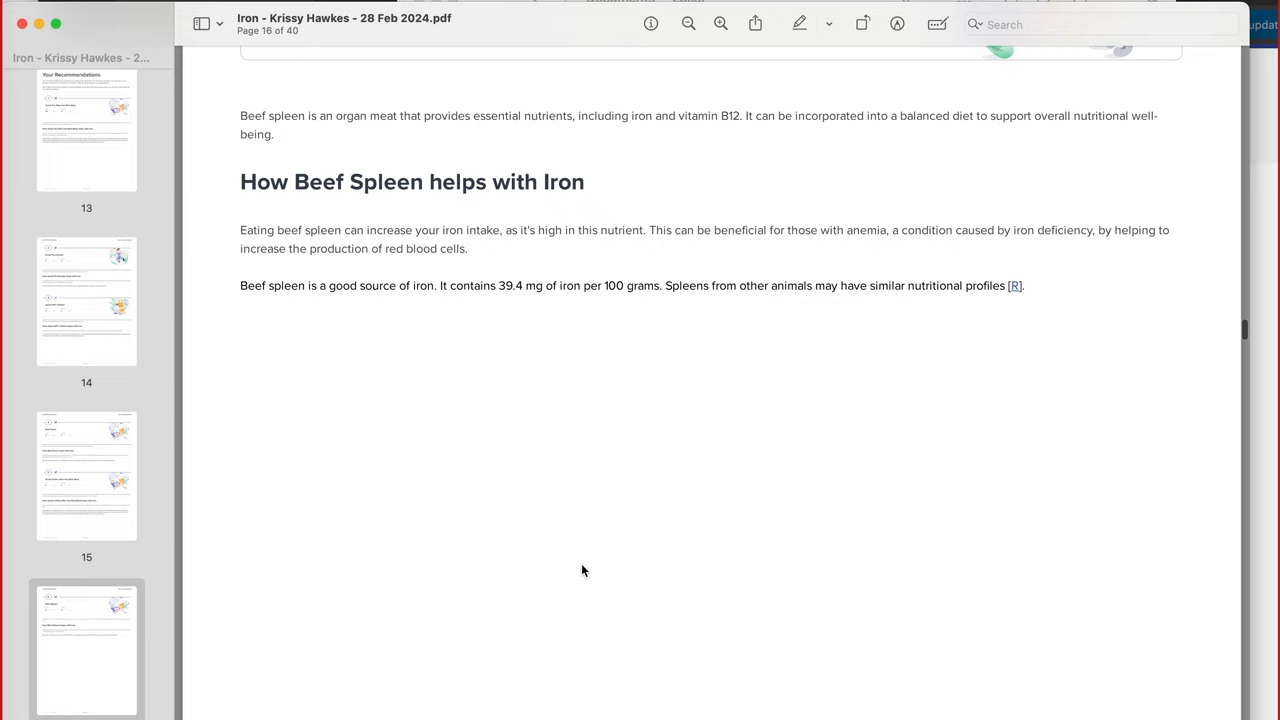 Iron - Krissy Hawkes - 28 Feb 2024.pdf
Page 16 of 40
Search
Iron - Krissy Hawkes - 2...
Your Recommendations
13
14
15
Beef spleen is an organ meat that provides essential nutrients, including iron and vitamin B12. It can be incorporated into a balanced diet to support overall nutritional well-
being.
How Beef Spleen helps with Iron
Eating beef spleen can increase your iron intake, as it's high in this nutrient. This can be beneficial for those with anemia, a condition caused by iron deficiency, by helping to
increase the production of red blood cells.
Beef spleen is a good source of iron. It contains 39.4 mg of iron per 100 grams. Spleens from other animals may have similar nutritional profiles [R].